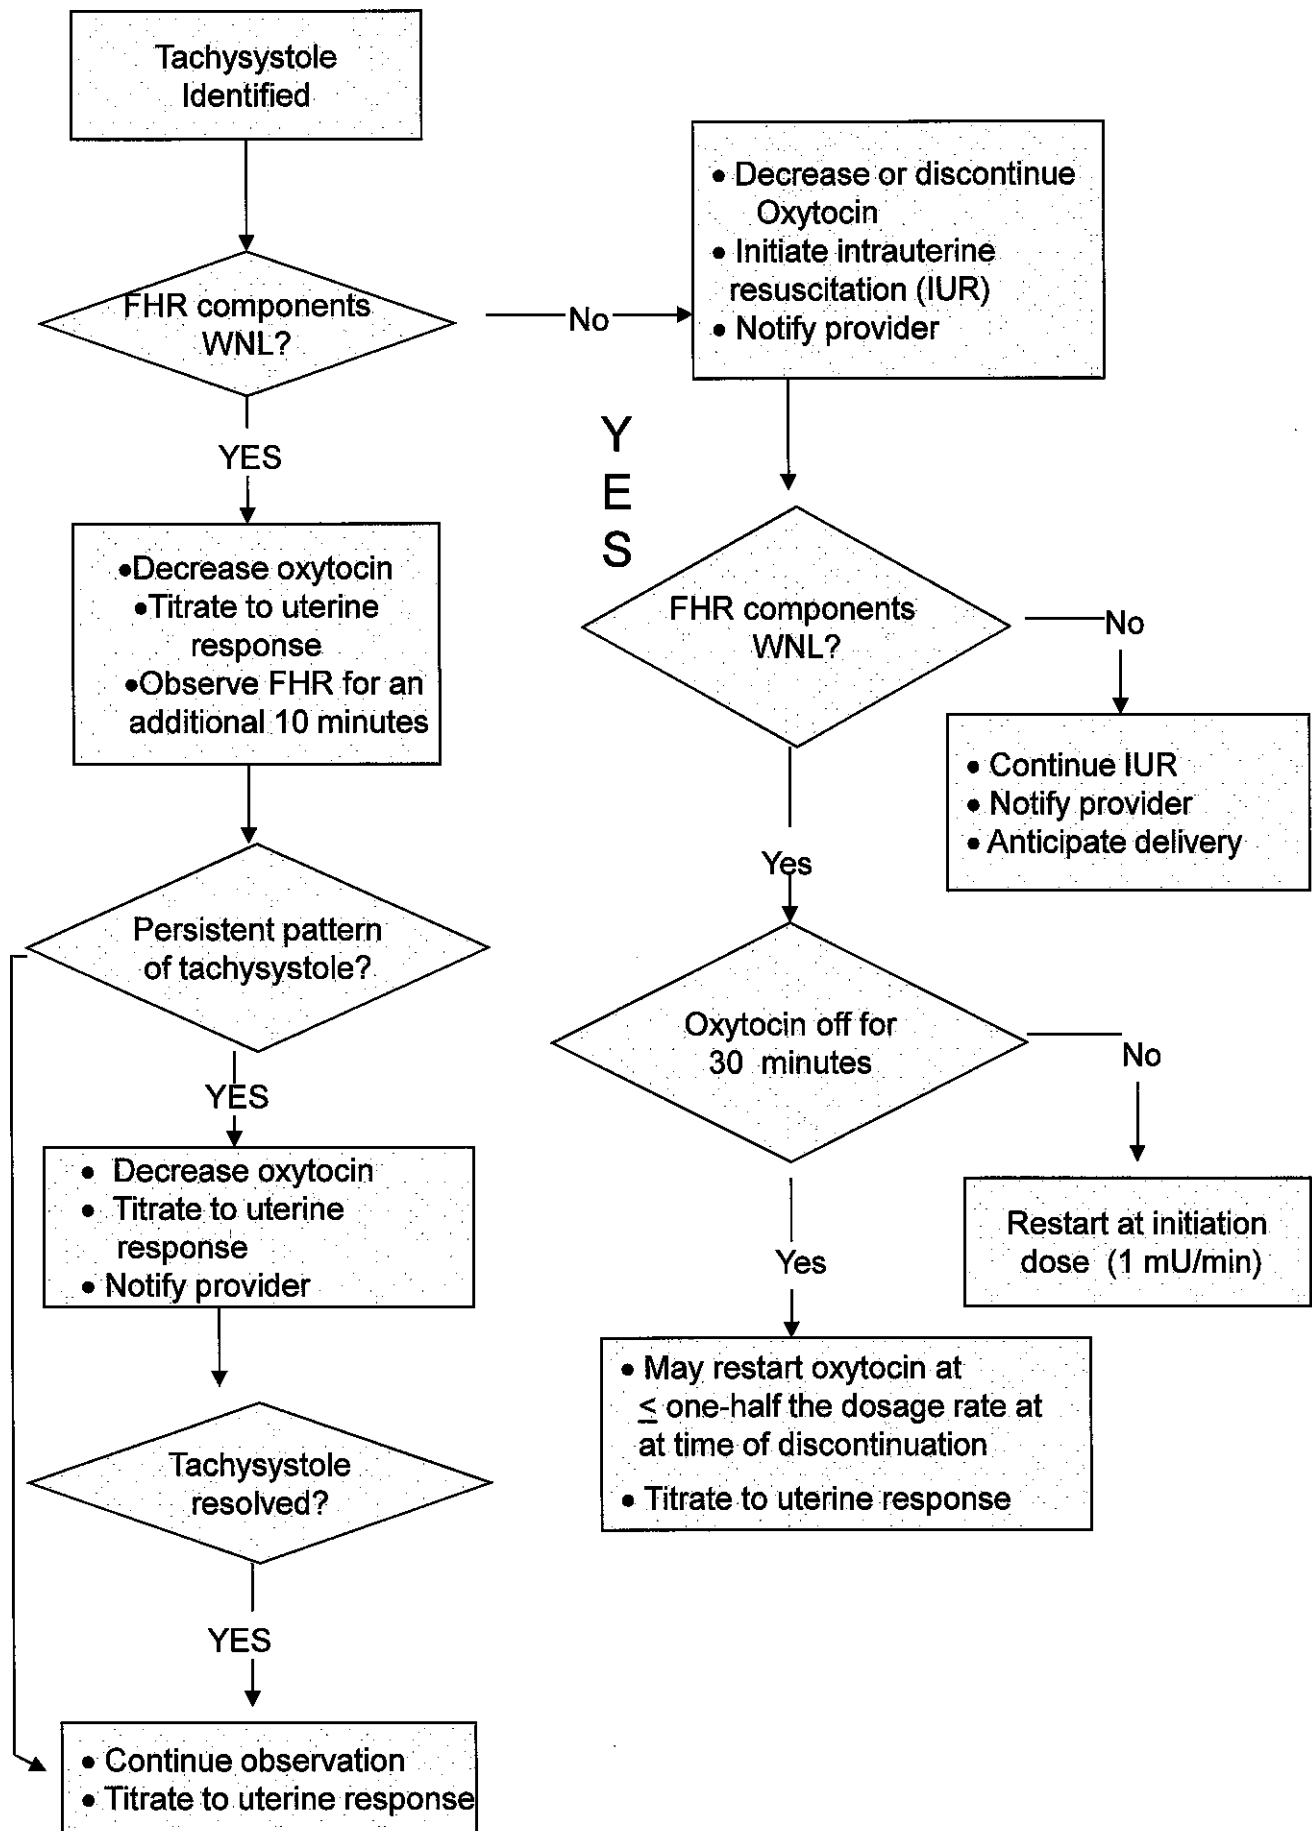 Tachysystole
Identified
• Decrease or discontinue
Oxytocin
• Initiate intrauterine
resuscitation (IUR)
• Notify provider
FHR components
WNL?
No
YES
Y
E
S
•Decrease oxytocin
•Titrate to uterine
response
•Observe FHR for an
additional 10 minutes
FHR components
WNL?
No
• Continue IUR
• Notify provider
• Anticipate delivery
Yes
Persistent pattern
of tachysystole?
Oxytocin off for
30 minutes
No
YES
• Decrease oxytocin
• Titrate to uterine
response
• Notify provider
Restart at initiation
dose (1 mU/min)
Yes
• May restart oxytocin at
≤ one-half the dosage rate at
at time of discontinuation
• Titrate to uterine response
Tachysystole
resolved?
YES
• Continue observation
• Titrate to uterine response